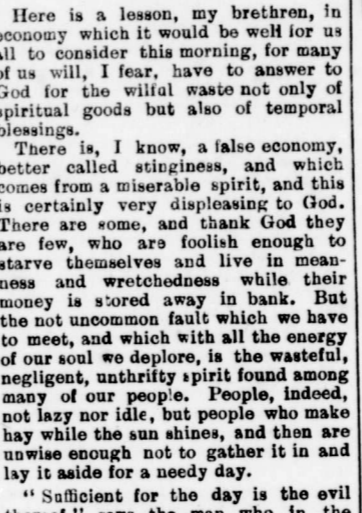 Here is a lesson, my brethren, in
economy which it would be well for us
all to consider this morning, for many
of us will, I fear, have to answer to
God for the wilful waste not only of
spiritual goods but also of temporal
blessings.
There is, I know, a false economy,
better called stinginess, and which
comes from a miserable spirit, and this
is certainly very displeasing to God.
There are some, and thank God they
are few, who are foolish enough to
starve themselves and live in mean-
ness and wretchedness while their
money is stored away in bank. But
the not uncommon fault which we have
to meet, and which with all the energy
of our soul we deplore, is the wasteful,
negligent, unthrifty spirit found among
many of our people. People, indeed,
not lazy nor idle, but people who make
hay while the sun shines, and then are
unwise enough not to gather it in and
lay it aside for a needy day.
" Sufficient for the day is the evil
thereof," says the man who in the